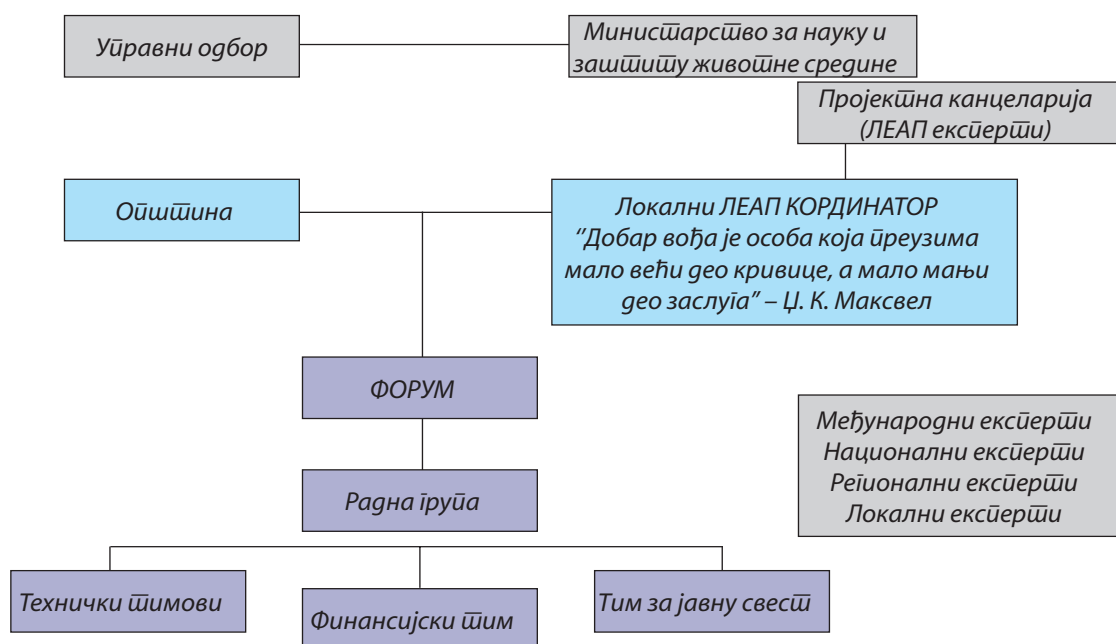 Управни одбор
Министарство за науку и
заштиту животне средине
Пројектна канцеларија
(ЛЕАП експерти)
Општина
Локални ЛЕАП КОРДИНАТОР
“Добар вођа је особа која преузима
мало већи део кривице, а мало мањи
део заслуга” – Џ. К. Максвел
ФОРУМ
Међународни експерти
Национални експерти
Регионални експерти
Локални експерти
Радна група
Технички тимови
Финансијски тим
Тим за јавну свест